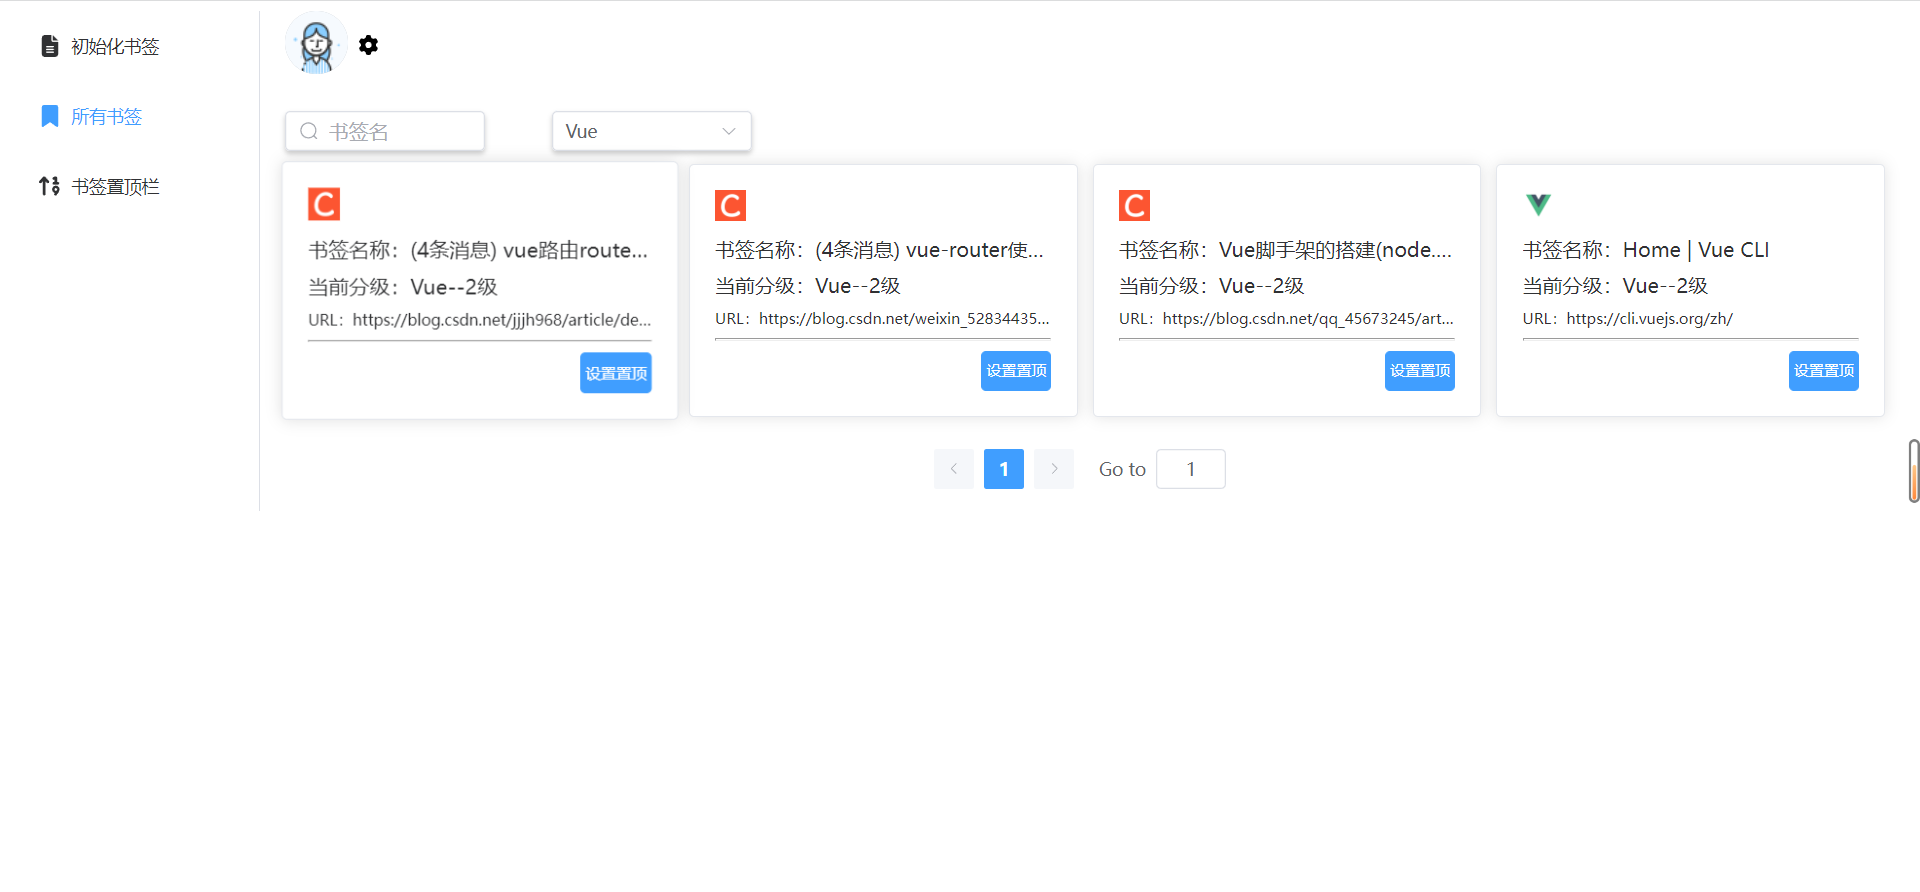 初始化书签
所有书签
书签置顶栏
书签名
Vue
C
书签名称：(4条消息) vue路由route...
当前分级：Vue--2级
URL：https://blog.csdn.net/jjjh968/article/de...
设置置顶
C
书签名称：(4条消息) vue-router使...
当前分级：Vue--2级
URL：https://blog.csdn.net/weixin_52834435...
设置置顶
C
书签名称：Vue脚手架的搭建(node....
当前分级：Vue--2级
URL：https://blog.csdn.net/qq_45673245/art...
设置置顶
书签名称：Home | Vue CLI
当前分级：Vue--2级
URL：https://cli.vuejs.org/zh/
设置置顶
1
Go to
1